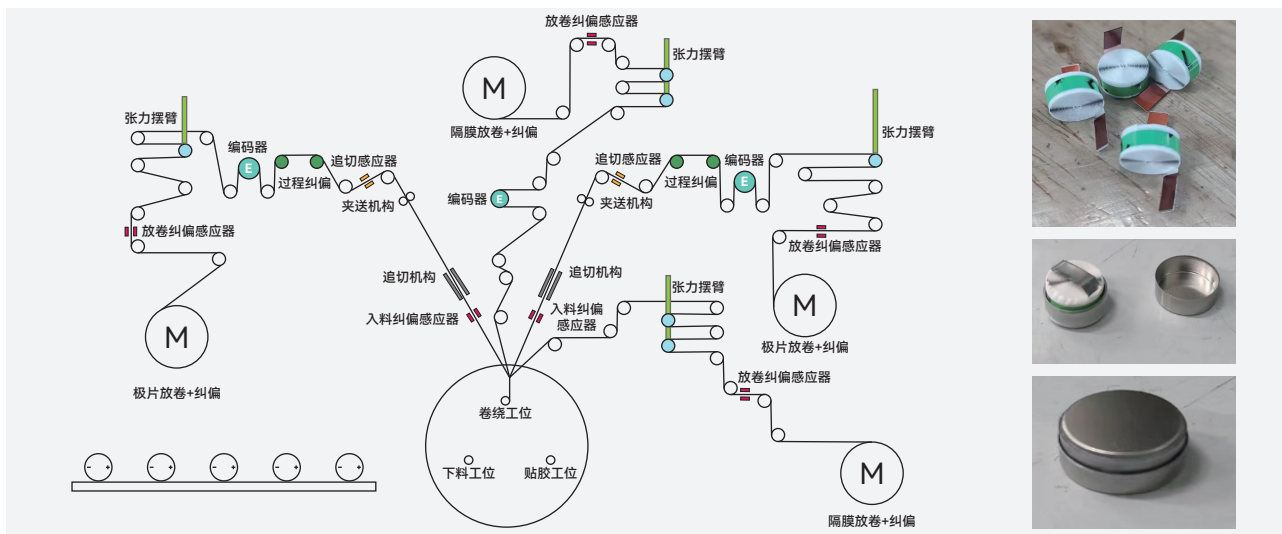 放卷纠偏感应器
张力摆臂
M
隔膜放卷+纠偏
张力摆臂
编码器
E
过程纠偏
追切感应器
夹送机构
放卷纠偏感应器
追切机构
入料纠偏感应器
M
极片放卷+纠偏
编码器
E
追切感应器
过程纠偏
夹送机构
编码器
E
张力摆臂
放卷纠偏感应器
M
极片放卷+纠偏
追切机构
入料纠偏
感应器
张力摆臂
放卷纠偏感应器
M
隔膜放卷+纠偏
卷绕工位
下料工位
贴胶工位
- +
- +
- +
- +
- +